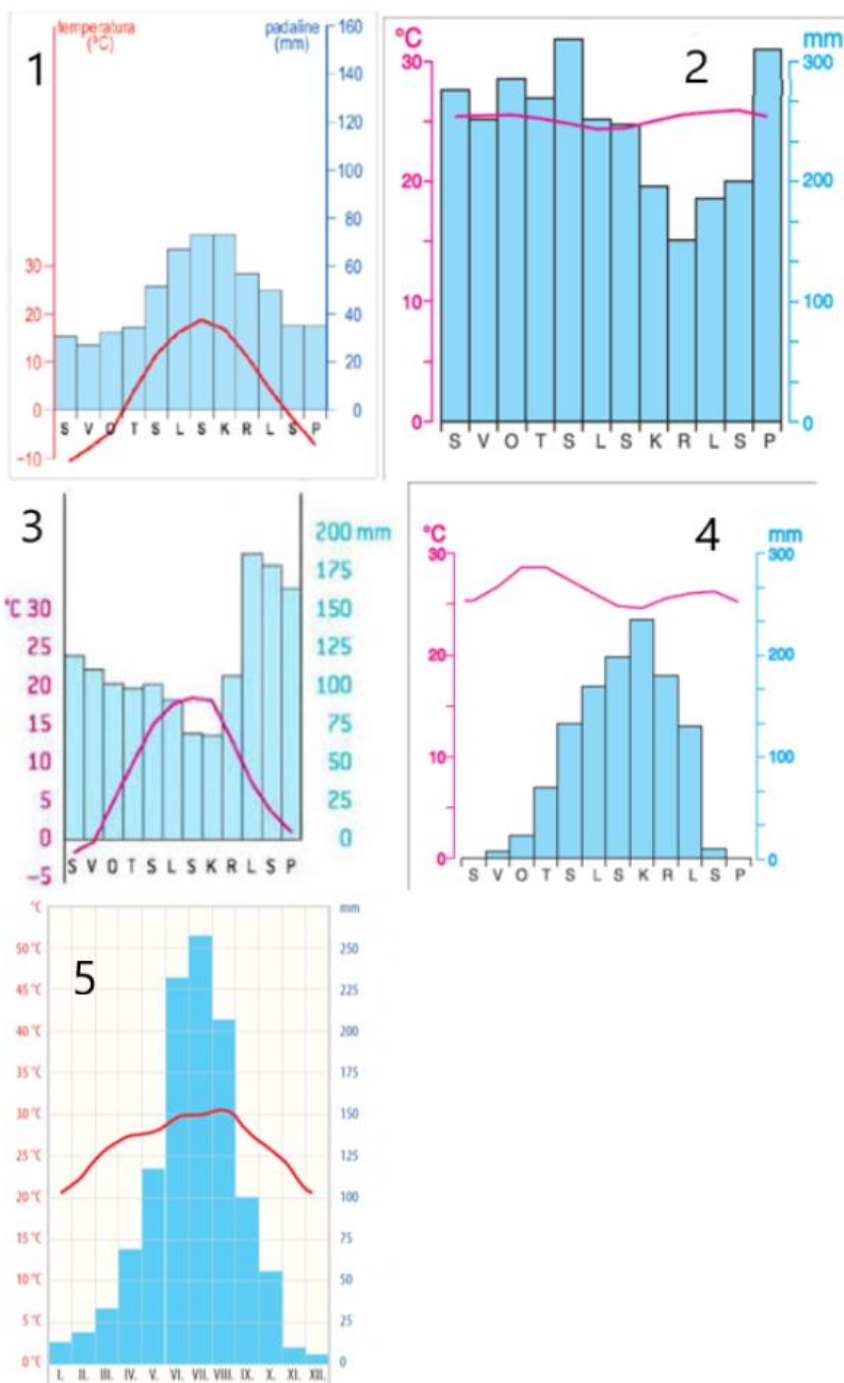 temperatura padaline 160
(°C) (mm)
1
140
120
100
80
30 60
20 40
10 20
0 0
S V O T S L S K R L S P
-10
°C mm
2
30 300
20 200
10 100
0 0
S V O T S L S K R L S P
3
200 mm
175
°C 30 150
25 125
20 100
15 75
10 50
5 25
0 0
S V O T S L S K R L S P
-5
4
°C mm
30 300
20 200
10 100
0 0
S V O T S L S K R L S P
°C mm
50 °C 250
5
45 °C 225
40 °C 200
35 °C 175
30 °C 150
25 °C 125
20 °C 100
15 °C 75
10 °C 50
5 °C 25
0 °C 0
I. II. III. IV. V. VI. VII. VIII. IX. X. XI. XII.